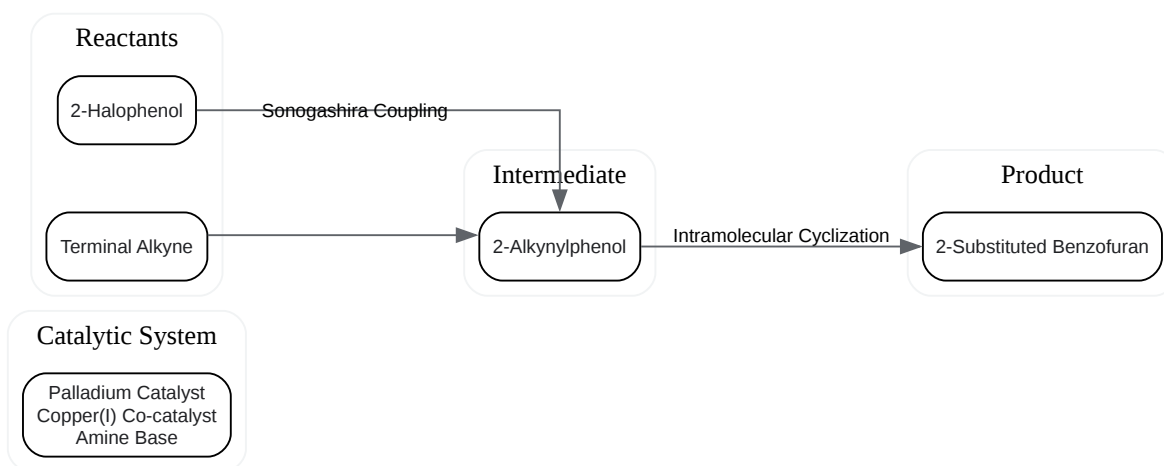 Reactants
2-Halophenol
Sonogashira Coupling
Terminal Alkyne
Intermediate
2-Alkynylphenol
Intramolecular Cyclization
Product
2-Substituted Benzofuran
Catalytic System
Palladium Catalyst
Copper(I) Co-catalyst
Amine Base